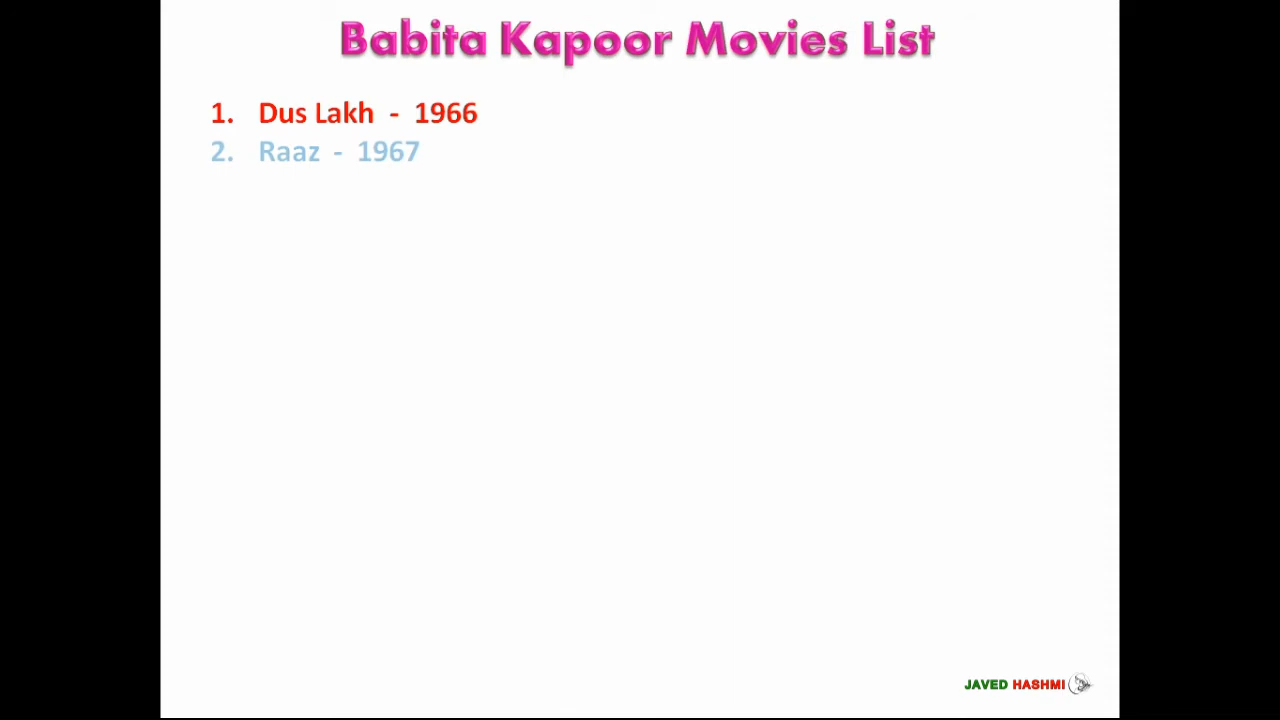 Babita Kapoor Movies List
1. Dus Lakh - 1966
2. Raaz - 1967
JAVED HASHMI